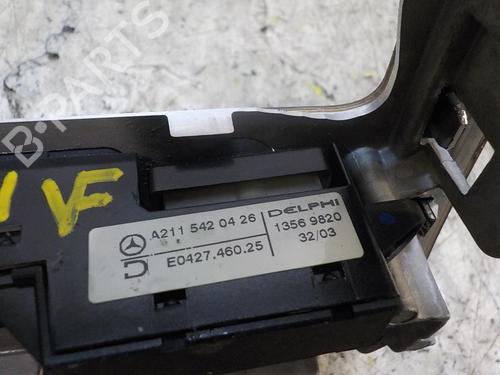 B-PARTS
VF
A211 542 04 26
DELPHI
1356 9820
D
E0427.460.25
32/03